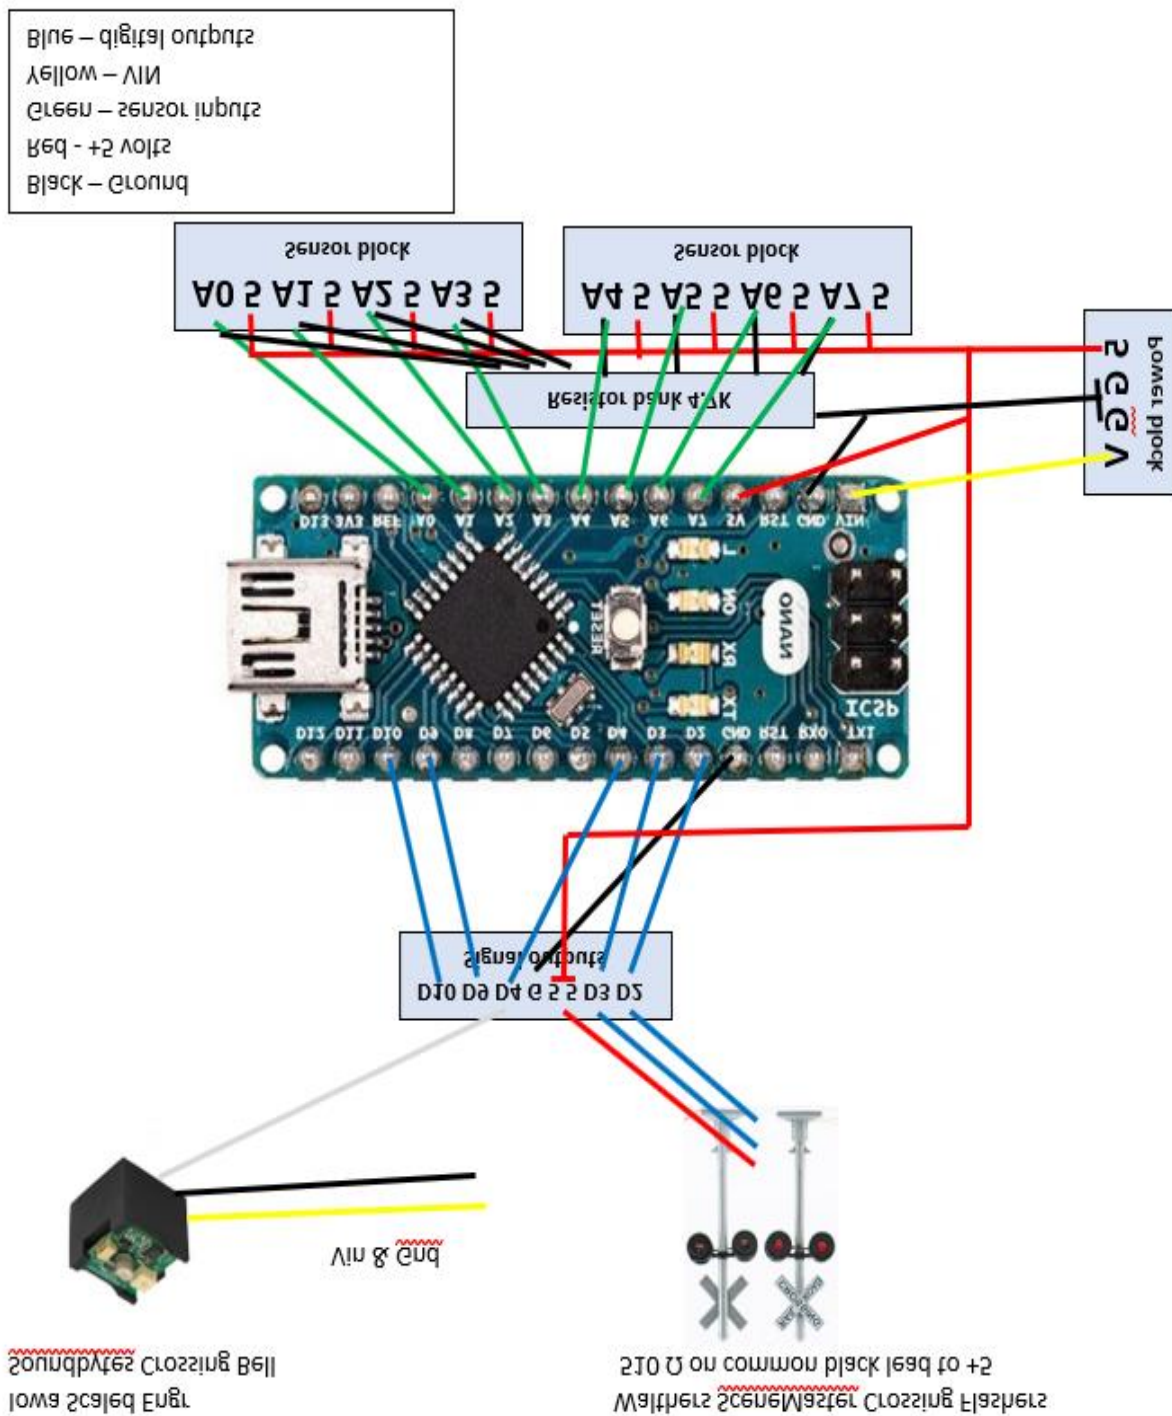 Iowa Scaled Engr
Soundbytes Crossing Bell
Walthers SceneMaster Crossing Flashers
510 Ω on common black lead to +5
Vin & Gnd
D10 D9 D4 G 5 5 D3 D2
Signal outputs
D12 D11 D10 D9 D8 D7 D6 D5 D4 D3 D2 GND RST RX0 TX1
ICSP
TX
RX
ON
L
RESET
NANO
D13 3V3 REF A0 A1 A2 A3 A4 A5 A6 A7 5V RST GND VIN
Resistor bank 4.7K
V G G 5
Power block
A0 5 A1 5 A2 5 A3 5
Sensor block
A4 5 A5 5 A6 5 A7 5
Sensor block
Black – Ground
Red - +5 volts
Green – sensor inputs
Yellow – VIN
Blue – digital outputs